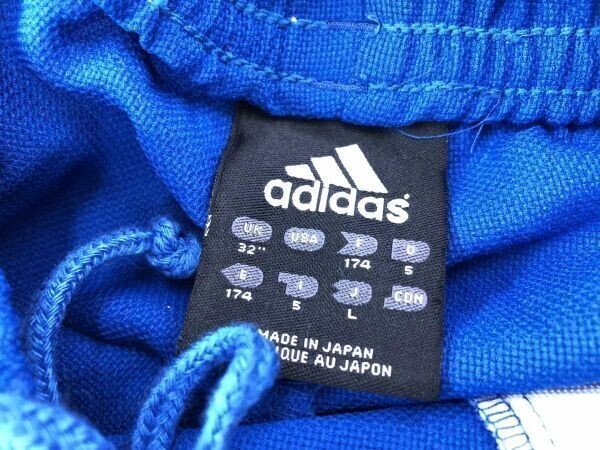 adidas®
UK USA F D
32" 174 5
E I J CDN
174 5 L
MADE IN JAPAN
IQUE AU JAPON